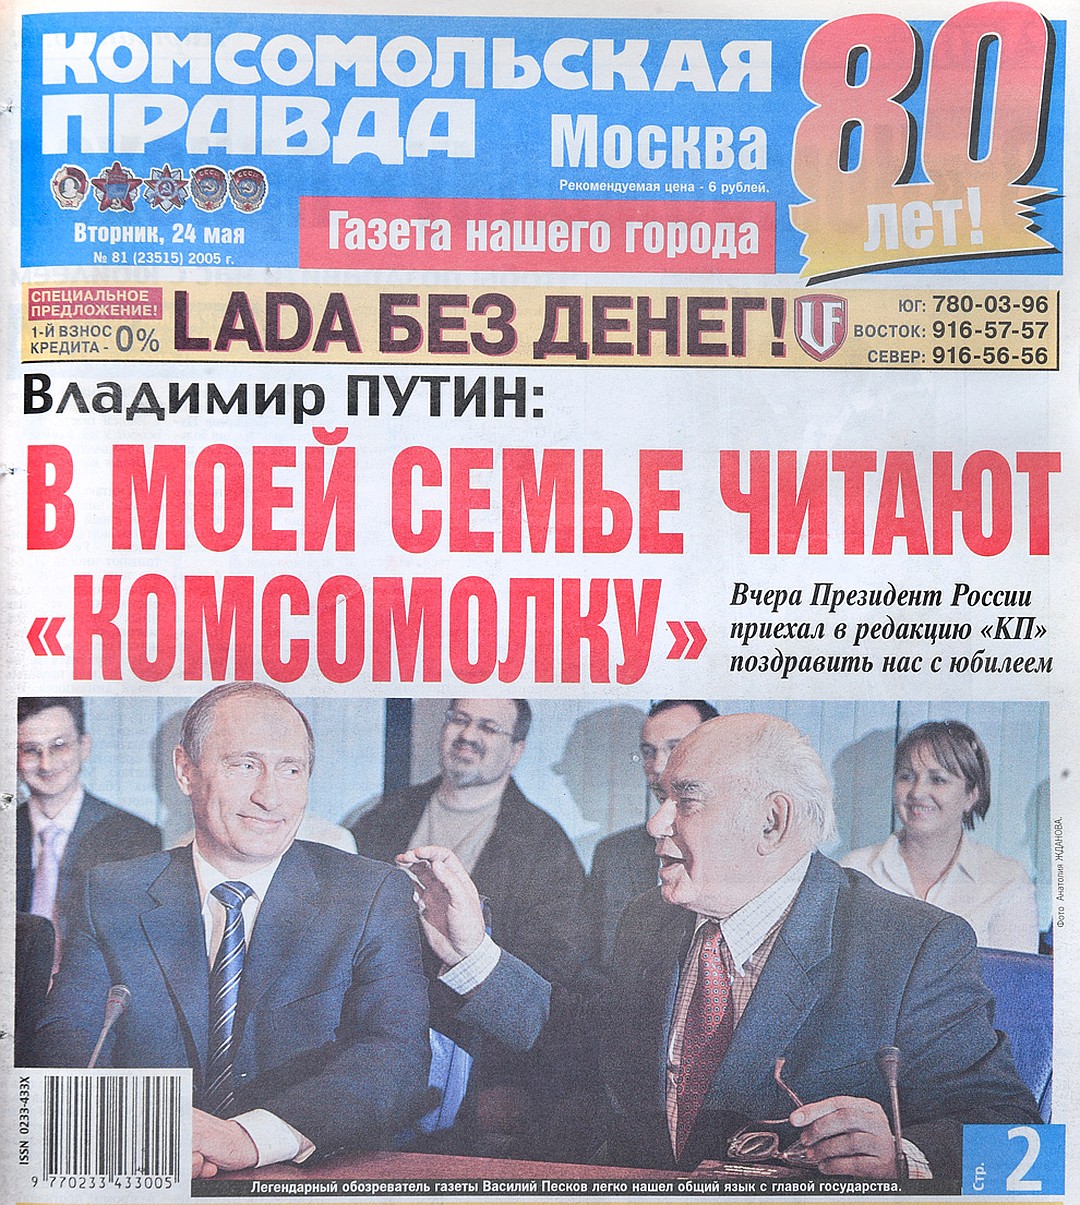 КОМСОМОЛЬСКАЯ
ПРАВДА
Москва
Рекомендуемая цена - 6 рублей.
80
лет!
Вторник, 24 мая
№ 81 (23515) 2005 г.
Газета нашего города
СПЕЦИАЛЬНОЕ
ПРЕДЛОЖЕНИЕ!
1-Й ВЗНОС
КРЕДИТА - 0%
LADA БЕЗ ДЕНЕГ!
LF
ЮГ: 780-03-96
ВОСТОК: 916-57-57
СЕВЕР: 916-56-56
Владимир ПУТИН:
В МОЕЙ СЕМЬЕ ЧИТАЮТ
«КОМСОМОЛКУ»
Вчера Президент России
приехал в редакцию «КП»
поздравить нас с юбилеем
Фото Анатолия ЖДАНОВА.
ISSN 0233-433X
9 770233 433005
Легендарный обозреватель газеты Василий Песков легко нашел общий язык с главой государства.
Стр. 2